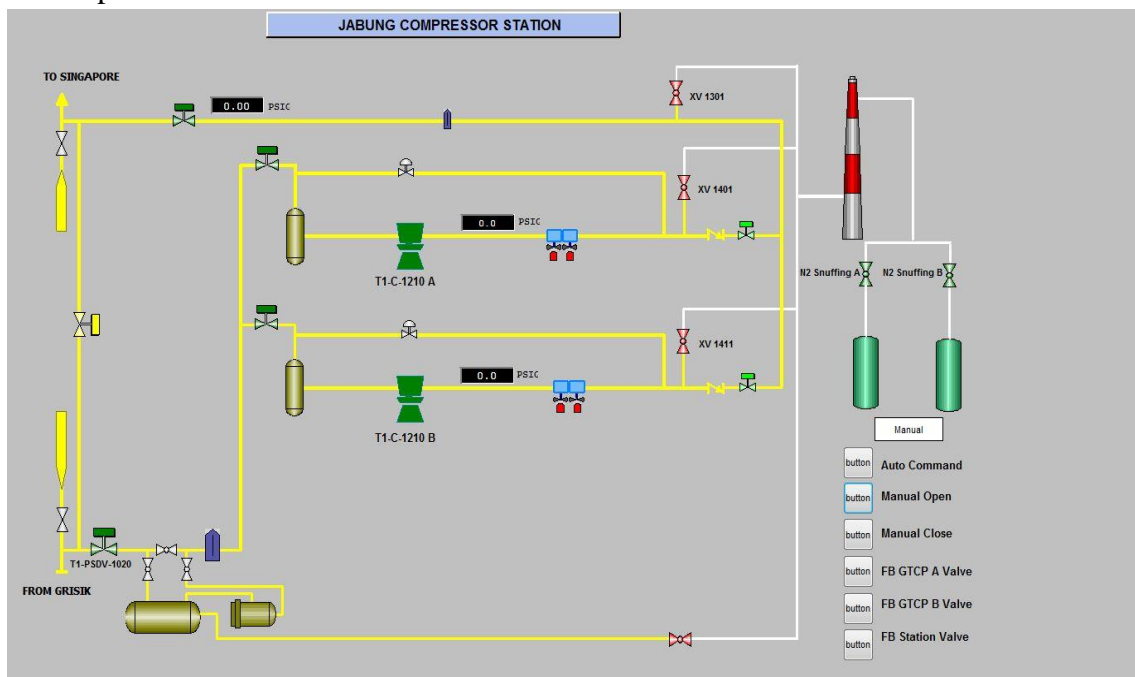 JABUNG COMPRESSOR STATION
TO SINGAPORE
0.00 PSIC
XV 1301
XV 1401
0.0 PSIC
T1-C-1210 A
N2 Snuffing A
N2 Snuffing B
XV 1411
0.0 PSIC
T1-C-1210 B
Manual
button Auto Command
button Manual Open
button Manual Close
T1-PSDV-1020
button FB GTCP A Valve
FROM GRISIK
button FB GTCP B Valve
button FB Station Valve